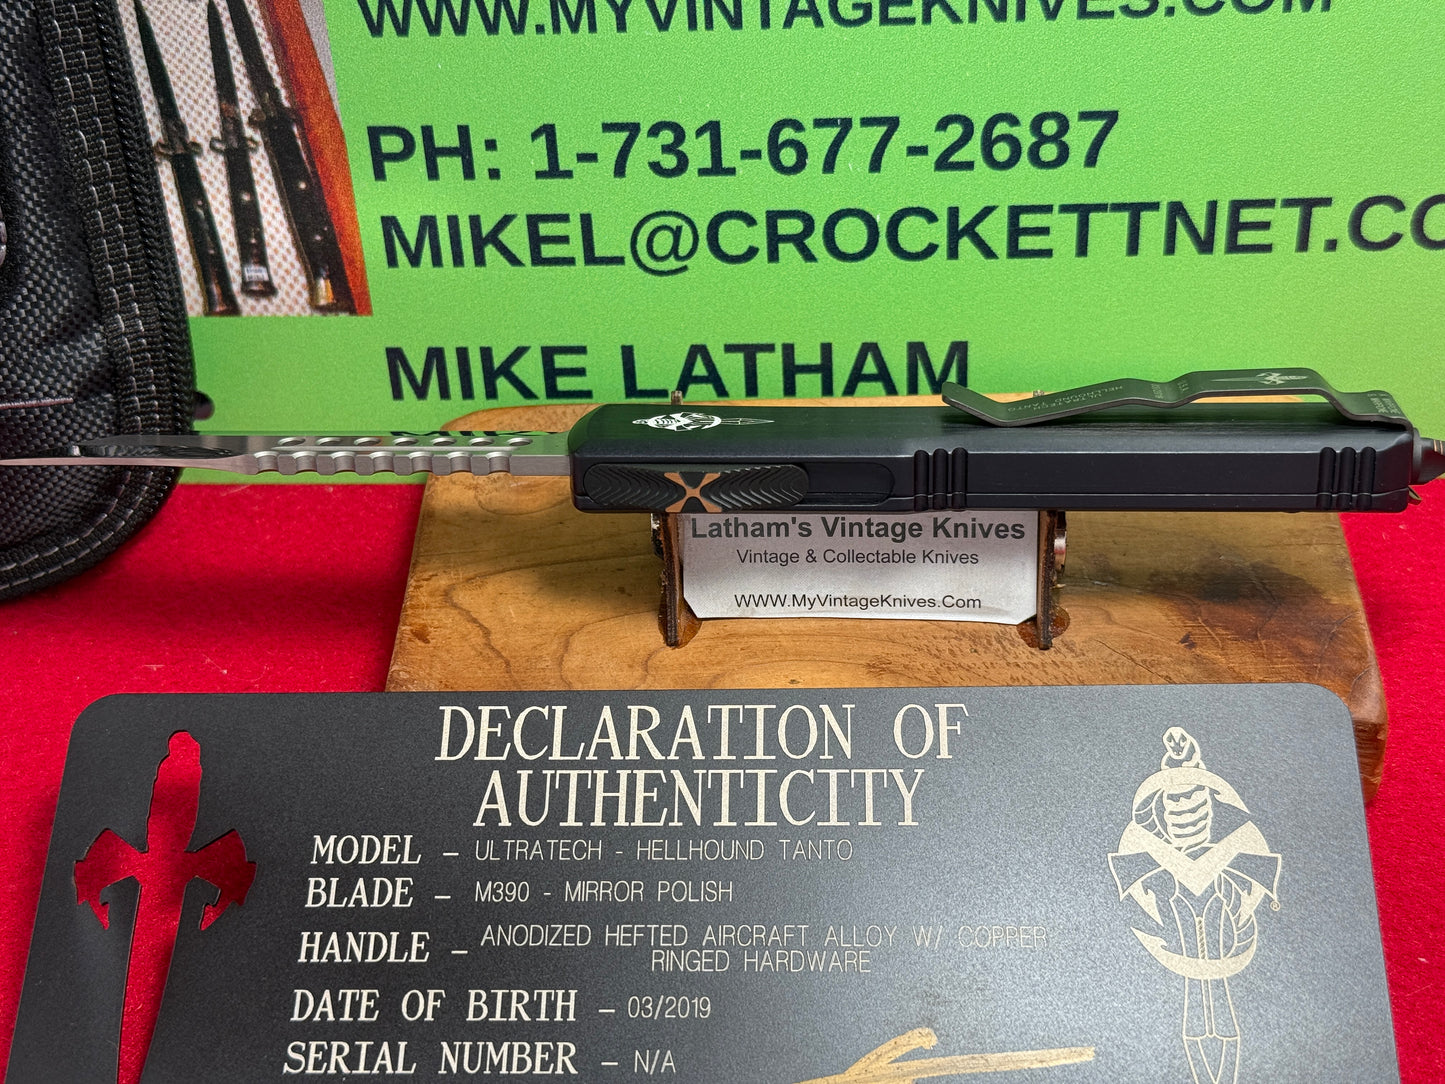 WWW.MYVINTAGEKNIVES.COM
PH: 1-731-677-2687
MIKEL@CROCKETTNET.CO
MIKE LATHAM
Latham's Vintage Knives
Vintage & Collectable Knives
WWW.MyVintageKnives.Com
DECLARATION OF
AUTHENTICITY
MODEL – ULTRATECH - HELLHOUND TANTO
BLADE – M390 - MIRROR POLISH
HANDLE – ANODIZED HEFTED AIRCRAFT ALLOY W/ COPPER
RINGED HARDWARE
DATE OF BIRTH – 03/2019
SERIAL NUMBER – N/A
®